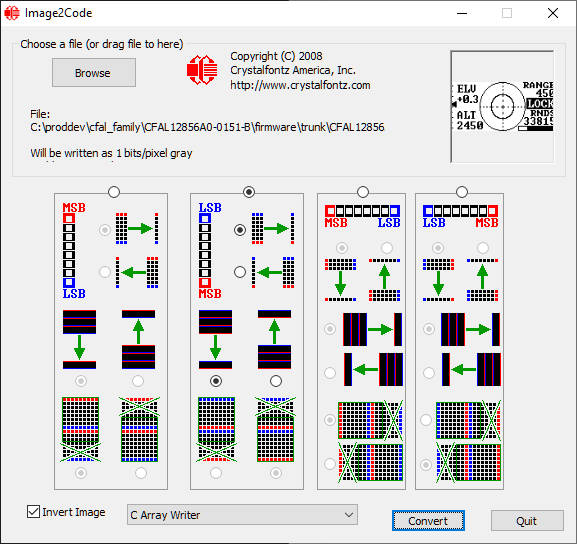 Image2Code
Choose a file (or drag file to here)
Browse
Copyright (C) 2008
Crystalfontz America, Inc.
http://www.crystalfontz.com
File:
C:\proddev\cfal_family\CFAL12856A0-0151-B\firmware\trunk\CFAL12856
Will be written as 1 bits/pixel gray
ELV
+0.3
ALT
2450
RANGE
450
LOCK
RNDS
33815
MSB
LSB
LSB
MSB
MSB LSB
LSB MSB
Invert Image
C Array Writer
Convert
Quit